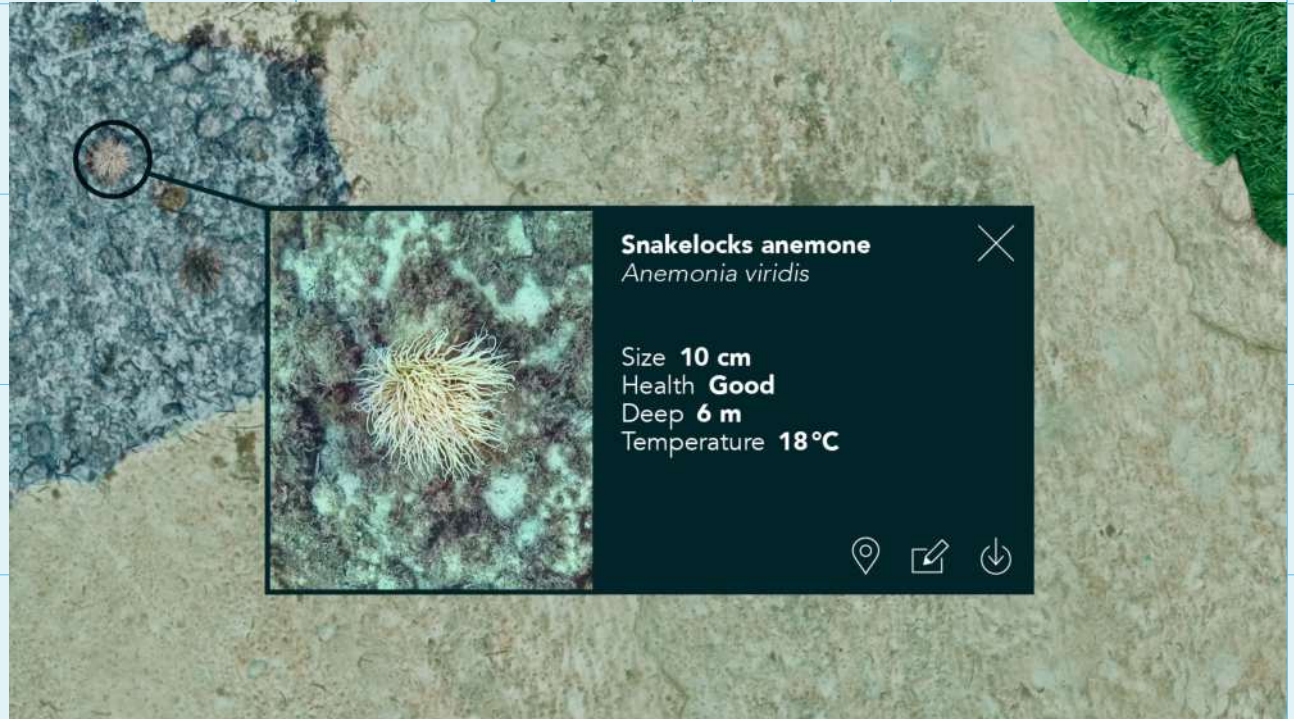 Snakelocks anemone
Anemonia viridis
Size 10 cm
Health Good
Deep 6 m
Temperature 18°C